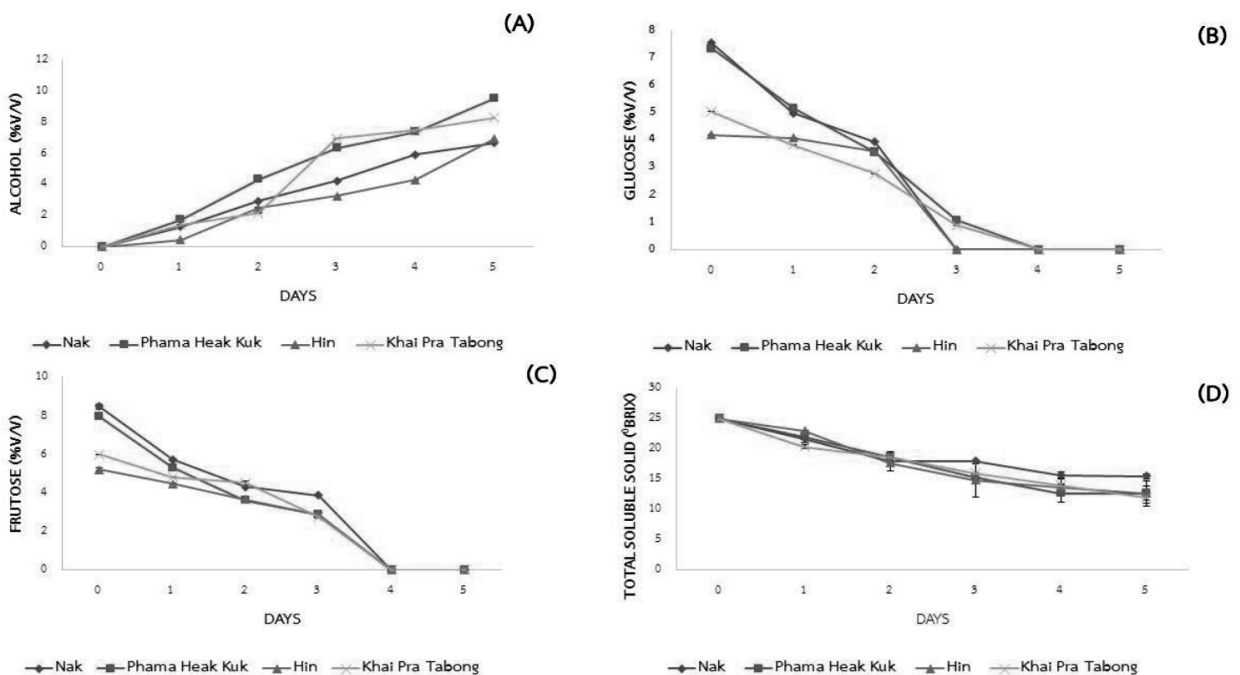 (A)
12
10
8
6
4
2
0
ALCOHOL (%V/V)
0 1 2 3 4 5
DAYS
Nak Phama Heak Kuk Hin Khai Pra Tabong
(B)
8
7
6
5
4
3
2
1
0
GLUCOSE (%V/V)
0 1 2 3 4 5
DAYS
Nak Phama Heak Kuk Hin Khai Pra Tabong
(C)
10
8
6
4
2
0
FRUTOSE (%V/V)
0 1 2 3 4 5
DAYS
Nak Phama Heak Kuk Hin Khai Pra Tabong
(D)
30
25
20
15
10
5
0
TOTAL SOLUBLE SOLID (⁰BRIX)
0 1 2 3 4 5
DAYS
Nak Phama Heak Kuk Hin Khai Pra Tabong